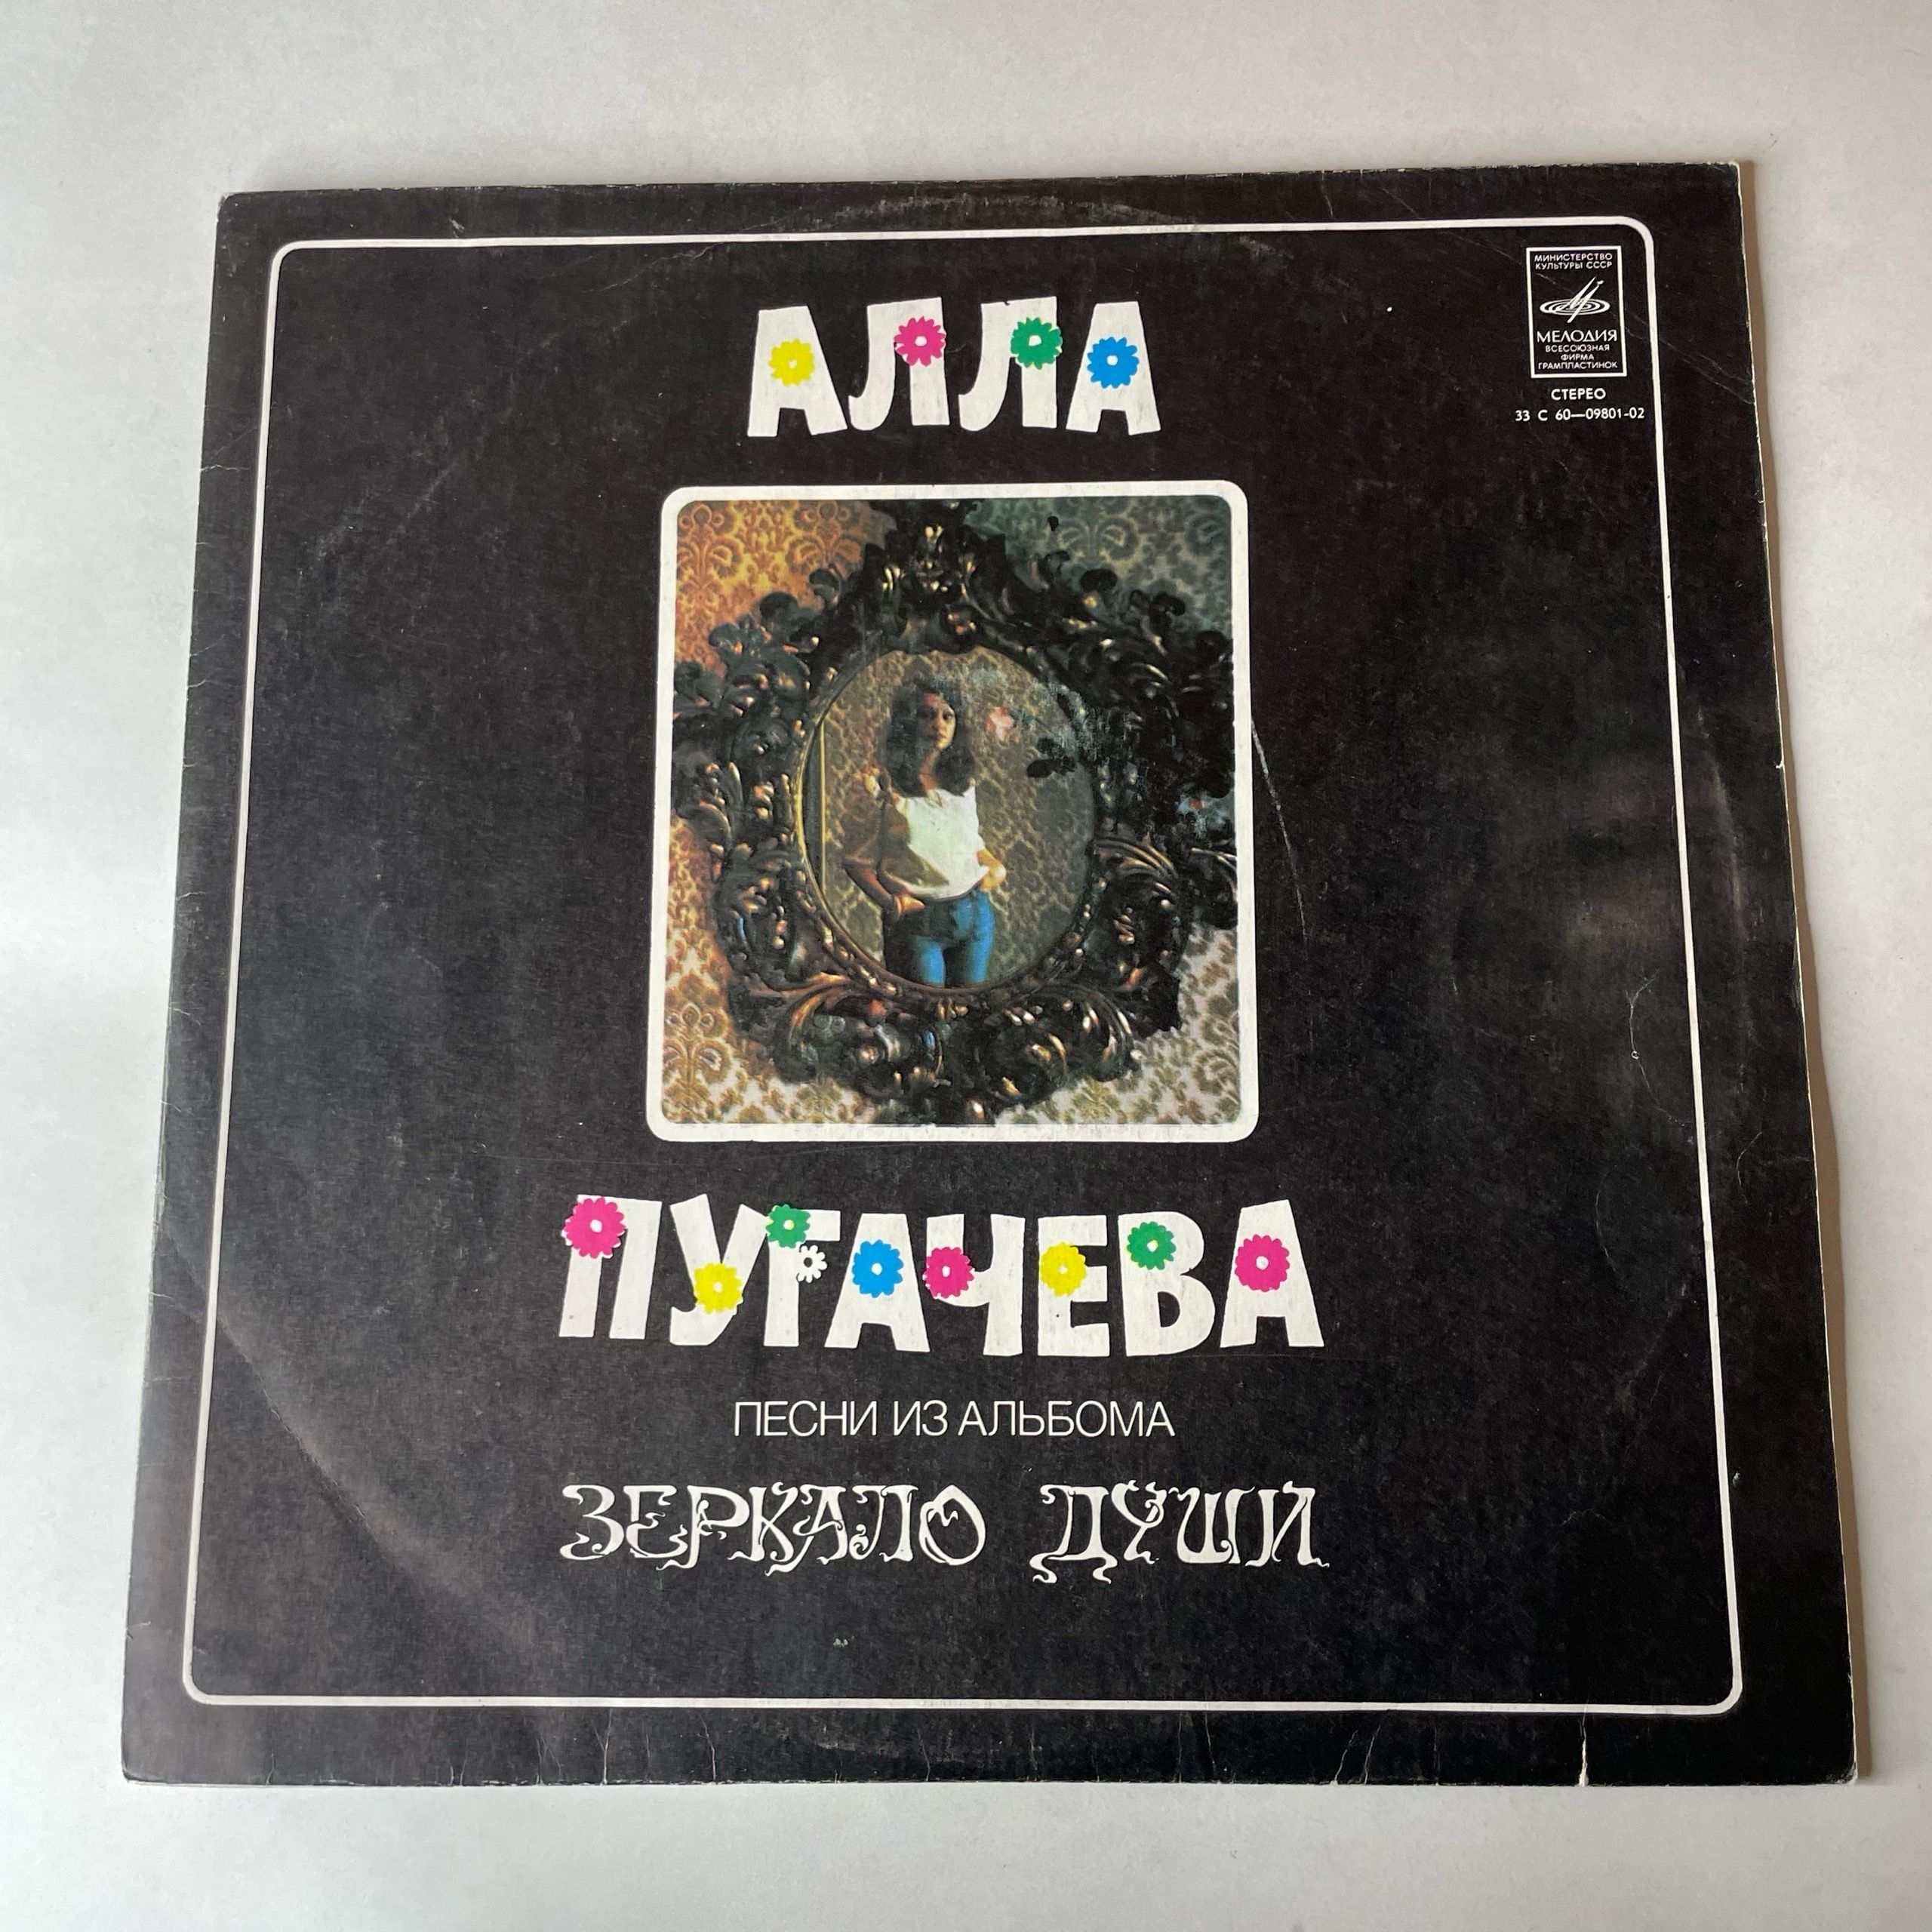 АЛЛА
МИНИСТЕРСТВО
КУЛЬТУРЫ СССР
МЕЛОДИЯ
ВСЕСОЮЗНАЯ
ФИРМА
ГРАМПЛАСТИНОК
СТЕРЕО
33 С 60—09801-02
ПУГАЧЕВА
ПЕСНИ ИЗ АЛЬБОМА
ЗЕРКАЛО ДУШИ